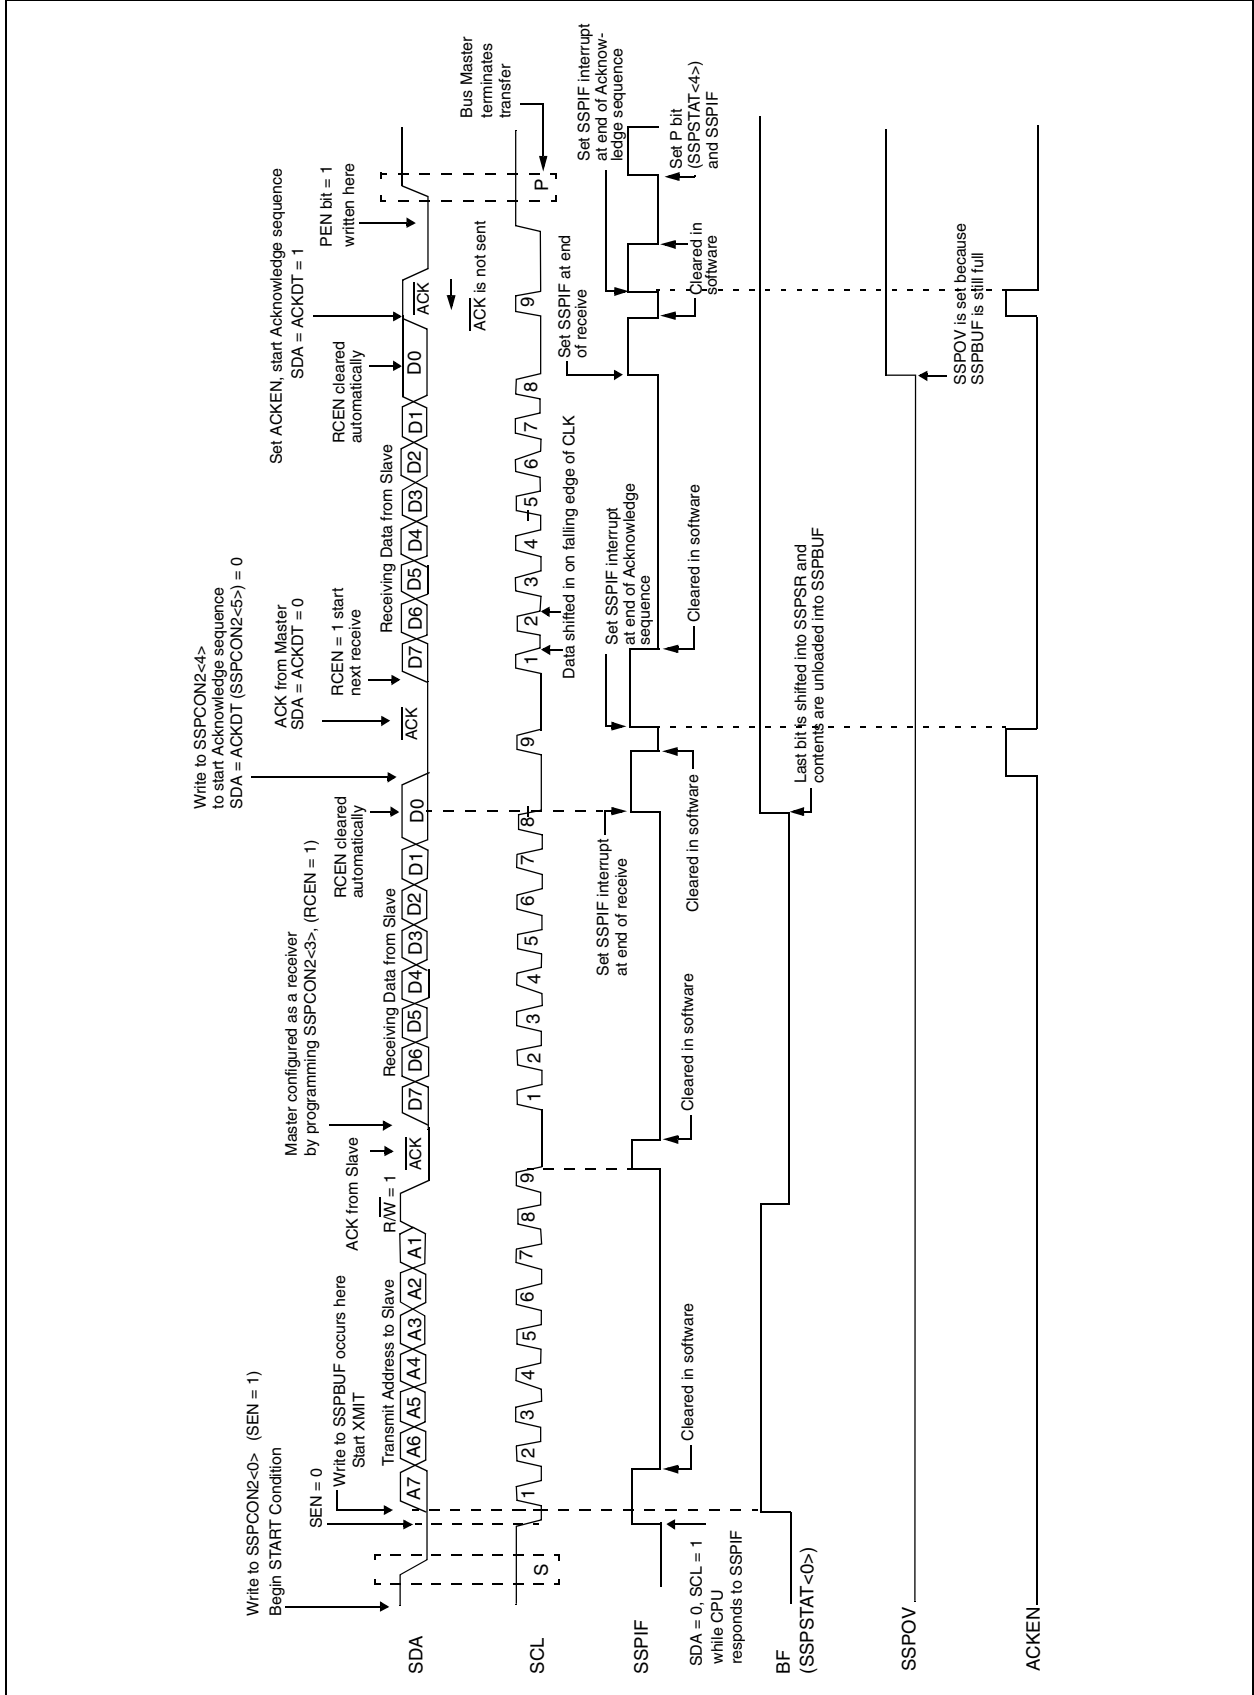 Write to SSPCON2<0> (SEN = 1)
Begin START Condition
SEN = 0
Write to SSPBUF occurs here
Start XMIT
Transmit Address to Slave
R/W = 1
ACK from Slave
Master configured as a receiver
by programming SSPCON2<3>, (RCEN = 1)
Receiving Data from Slave
RCEN cleared
automatically
Write to SSPCON2<4>
to start Acknowledge sequence
SDA = ACKDT (SSPCON2<5>) = 0
ACK from Master
SDA = ACKDT = 0
RCEN = 1 start
next receive
Receiving Data from Slave
RCEN cleared
automatically
Set ACKEN, start Acknowledge sequence
SDA = ACKDT = 1
PEN bit = 1
written here
SDA
A7 A6 A5 A4 A3 A2 A1
ACK
D7 D6 D5 D4 D3 D2 D1 D0
ACK
D7 D6 D5 D4 D3 D2 D1 D0
ACK
ACK is not sent
Bus Master
terminates
transfer
SCL
S
1 2 3 4 5 6 7 8 9
1 2 3 4 5 6 7 8
9
1 2 3 4 5 6 7 8
9
P
Data shifted in on falling edge of CLK
SSPIF
SDA = 0, SCL = 1
while CPU
responds to SSPIF
Cleared in software
Cleared in software
Set SSPIF interrupt
at end of receive
Cleared in software
Set SSPIF interrupt
at end of Acknowledge
sequence
Cleared in software
Set SSPIF at end
of receive
Cleared in
software
Set SSPIF interrupt
at end of Acknow-
ledge sequence
Set P bit
(SSPSTAT<4>)
and SSPIF
BF
(SSPSTAT<0>)
Last bit is shifted into SSPSR and
contents are unloaded into SSPBUF
SSPOV
SSPOV is set because
SSPBUF is still full
ACKEN